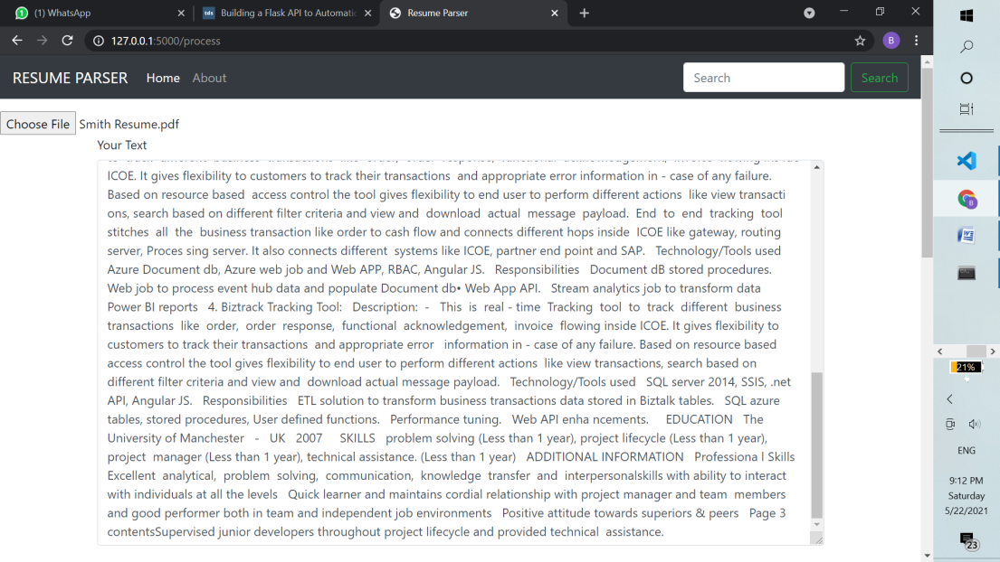 (1) WhatsApp
Building a Flask API to Automatic
Resume Parser
127.0.0.1:5000/process
B
RESUME PARSER Home About
Search Search
Choose File Smith Resume.pdf
Your Text
to track different business transactions like order, order response, functional acknowledgement, invoice flowing inside
ICOE. It gives flexibility to customers to track their transactions and appropriate error information in - case of any failure.
Based on resource based access control the tool gives flexibility to end user to perform different actions like view transacti
ons, search based on different filter criteria and view and download actual message payload. End to end tracking tool
stitches all the business transaction like order to cash flow and connects different hops inside ICOE like gateway, routing
server, Proces sing server. It also connects different systems like ICOE, partner end point and SAP. Technology/Tools used
Azure Document db, Azure web job and Web APP, RBAC, Angular JS. Responsibilities Document dB stored procedures.
Web job to process event hub data and populate Document db• Web App API. Stream analytics job to transform data
Power BI reports 4. Biztrack Tracking Tool: Description: - This is real - time Tracking tool to track different business
transactions like order, order response, functional acknowledgement, invoice flowing inside ICOE. It gives flexibility to
customers to track their transactions and appropriate error information in - case of any failure. Based on resource based
access control the tool gives flexibility to end user to perform different actions like view transactions, search based on
different filter criteria and view and download actual message payload. Technology/Tools used SQL server 2014, SSIS, .net
API, Angular JS. Responsibilities ETL solution to transform business transactions data stored in Biztalk tables. SQL azure
tables, stored procedures, User defined functions. Performance tuning. Web API enha ncements. EDUCATION The
University of Manchester - UK 2007 SKILLS problem solving (Less than 1 year), project lifecycle (Less than 1 year),
project manager (Less than 1 year), technical assistance. (Less than 1 year) ADDITIONAL INFORMATION Professiona l Skills
Excellent analytical, problem solving, communication, knowledge transfer and interpersonalskills with ability to interact
with individuals at all the levels Quick learner and maintains cordial relationship with project manager and team members
and good performer both in team and independent job environments Positive attitude towards superiors & peers Page 3
contentsSupervised junior developers throughout project lifecycle and provided technical assistance.
21%
ENG
9:12 PM
Saturday
5/22/2021
23